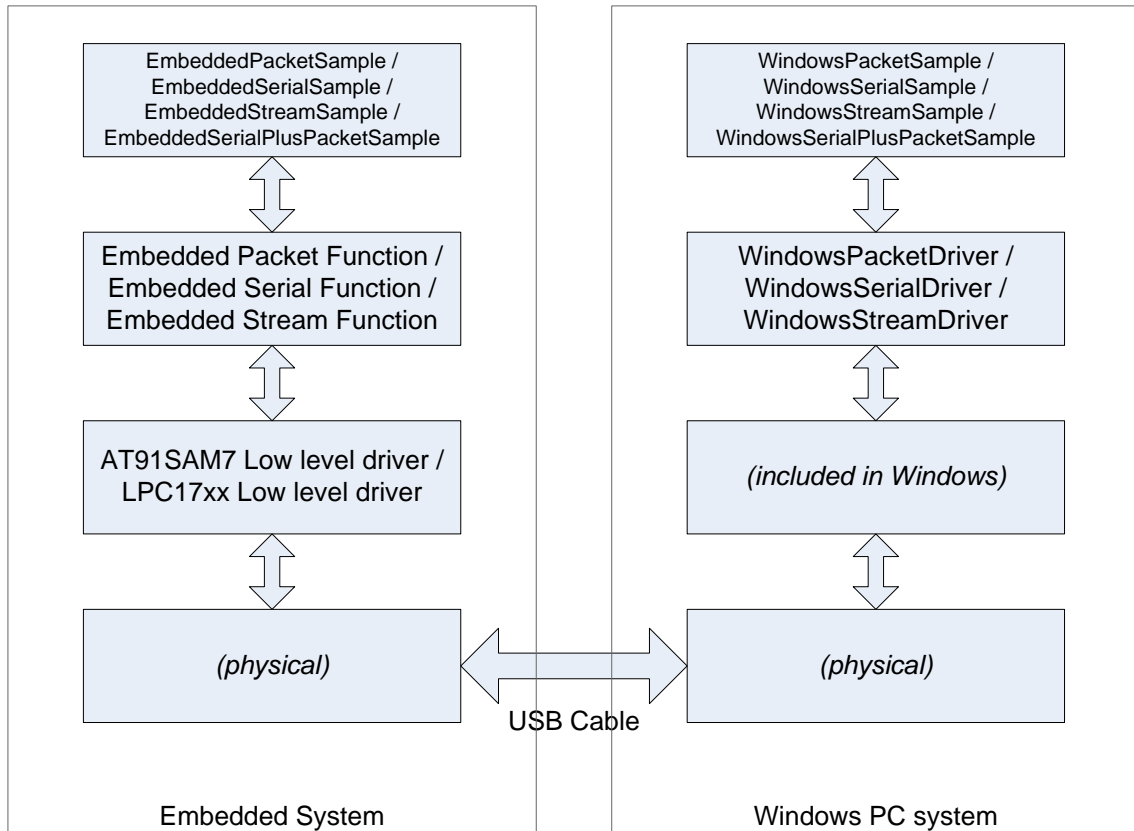 EmbeddedPacketSample /
EmbeddedSerialSample /
EmbeddedStreamSample /
EmbeddedSerialPlusPacketSample
Embedded Packet Function /
Embedded Serial Function /
Embedded Stream Function
AT91SAM7 Low level driver /
LPC17xx Low level driver
(physical)
Embedded System
WindowsPacketSample /
WindowsSerialSample /
WindowsStreamSample /
WindowsSerialPlusPacketSample
WindowsPacketDriver /
WindowsSerialDriver /
WindowsStreamDriver
(included in Windows)
(physical)
Windows PC system
USB Cable